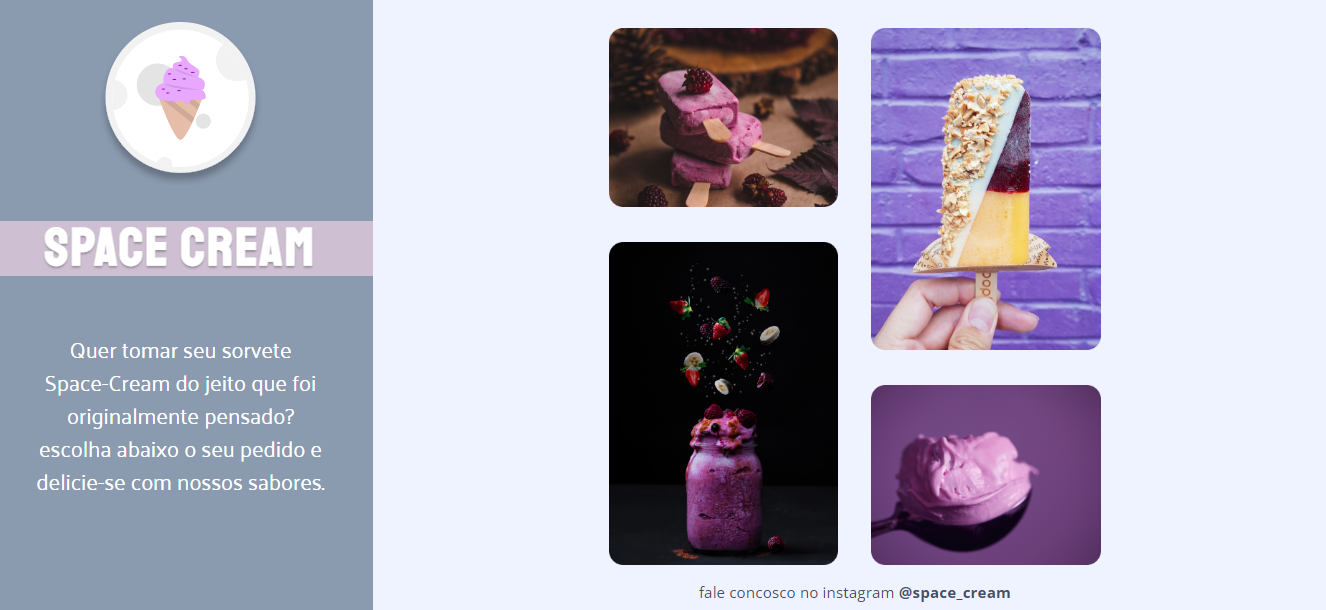 SPACE CREAM
Quer tomar seu sorvete
Space-Cream do jeito que foi
originalmente pensado?
escolha abaixo o seu pedido e
delicie-se com nossos sabores.
fale concosco no instagram @space_cream